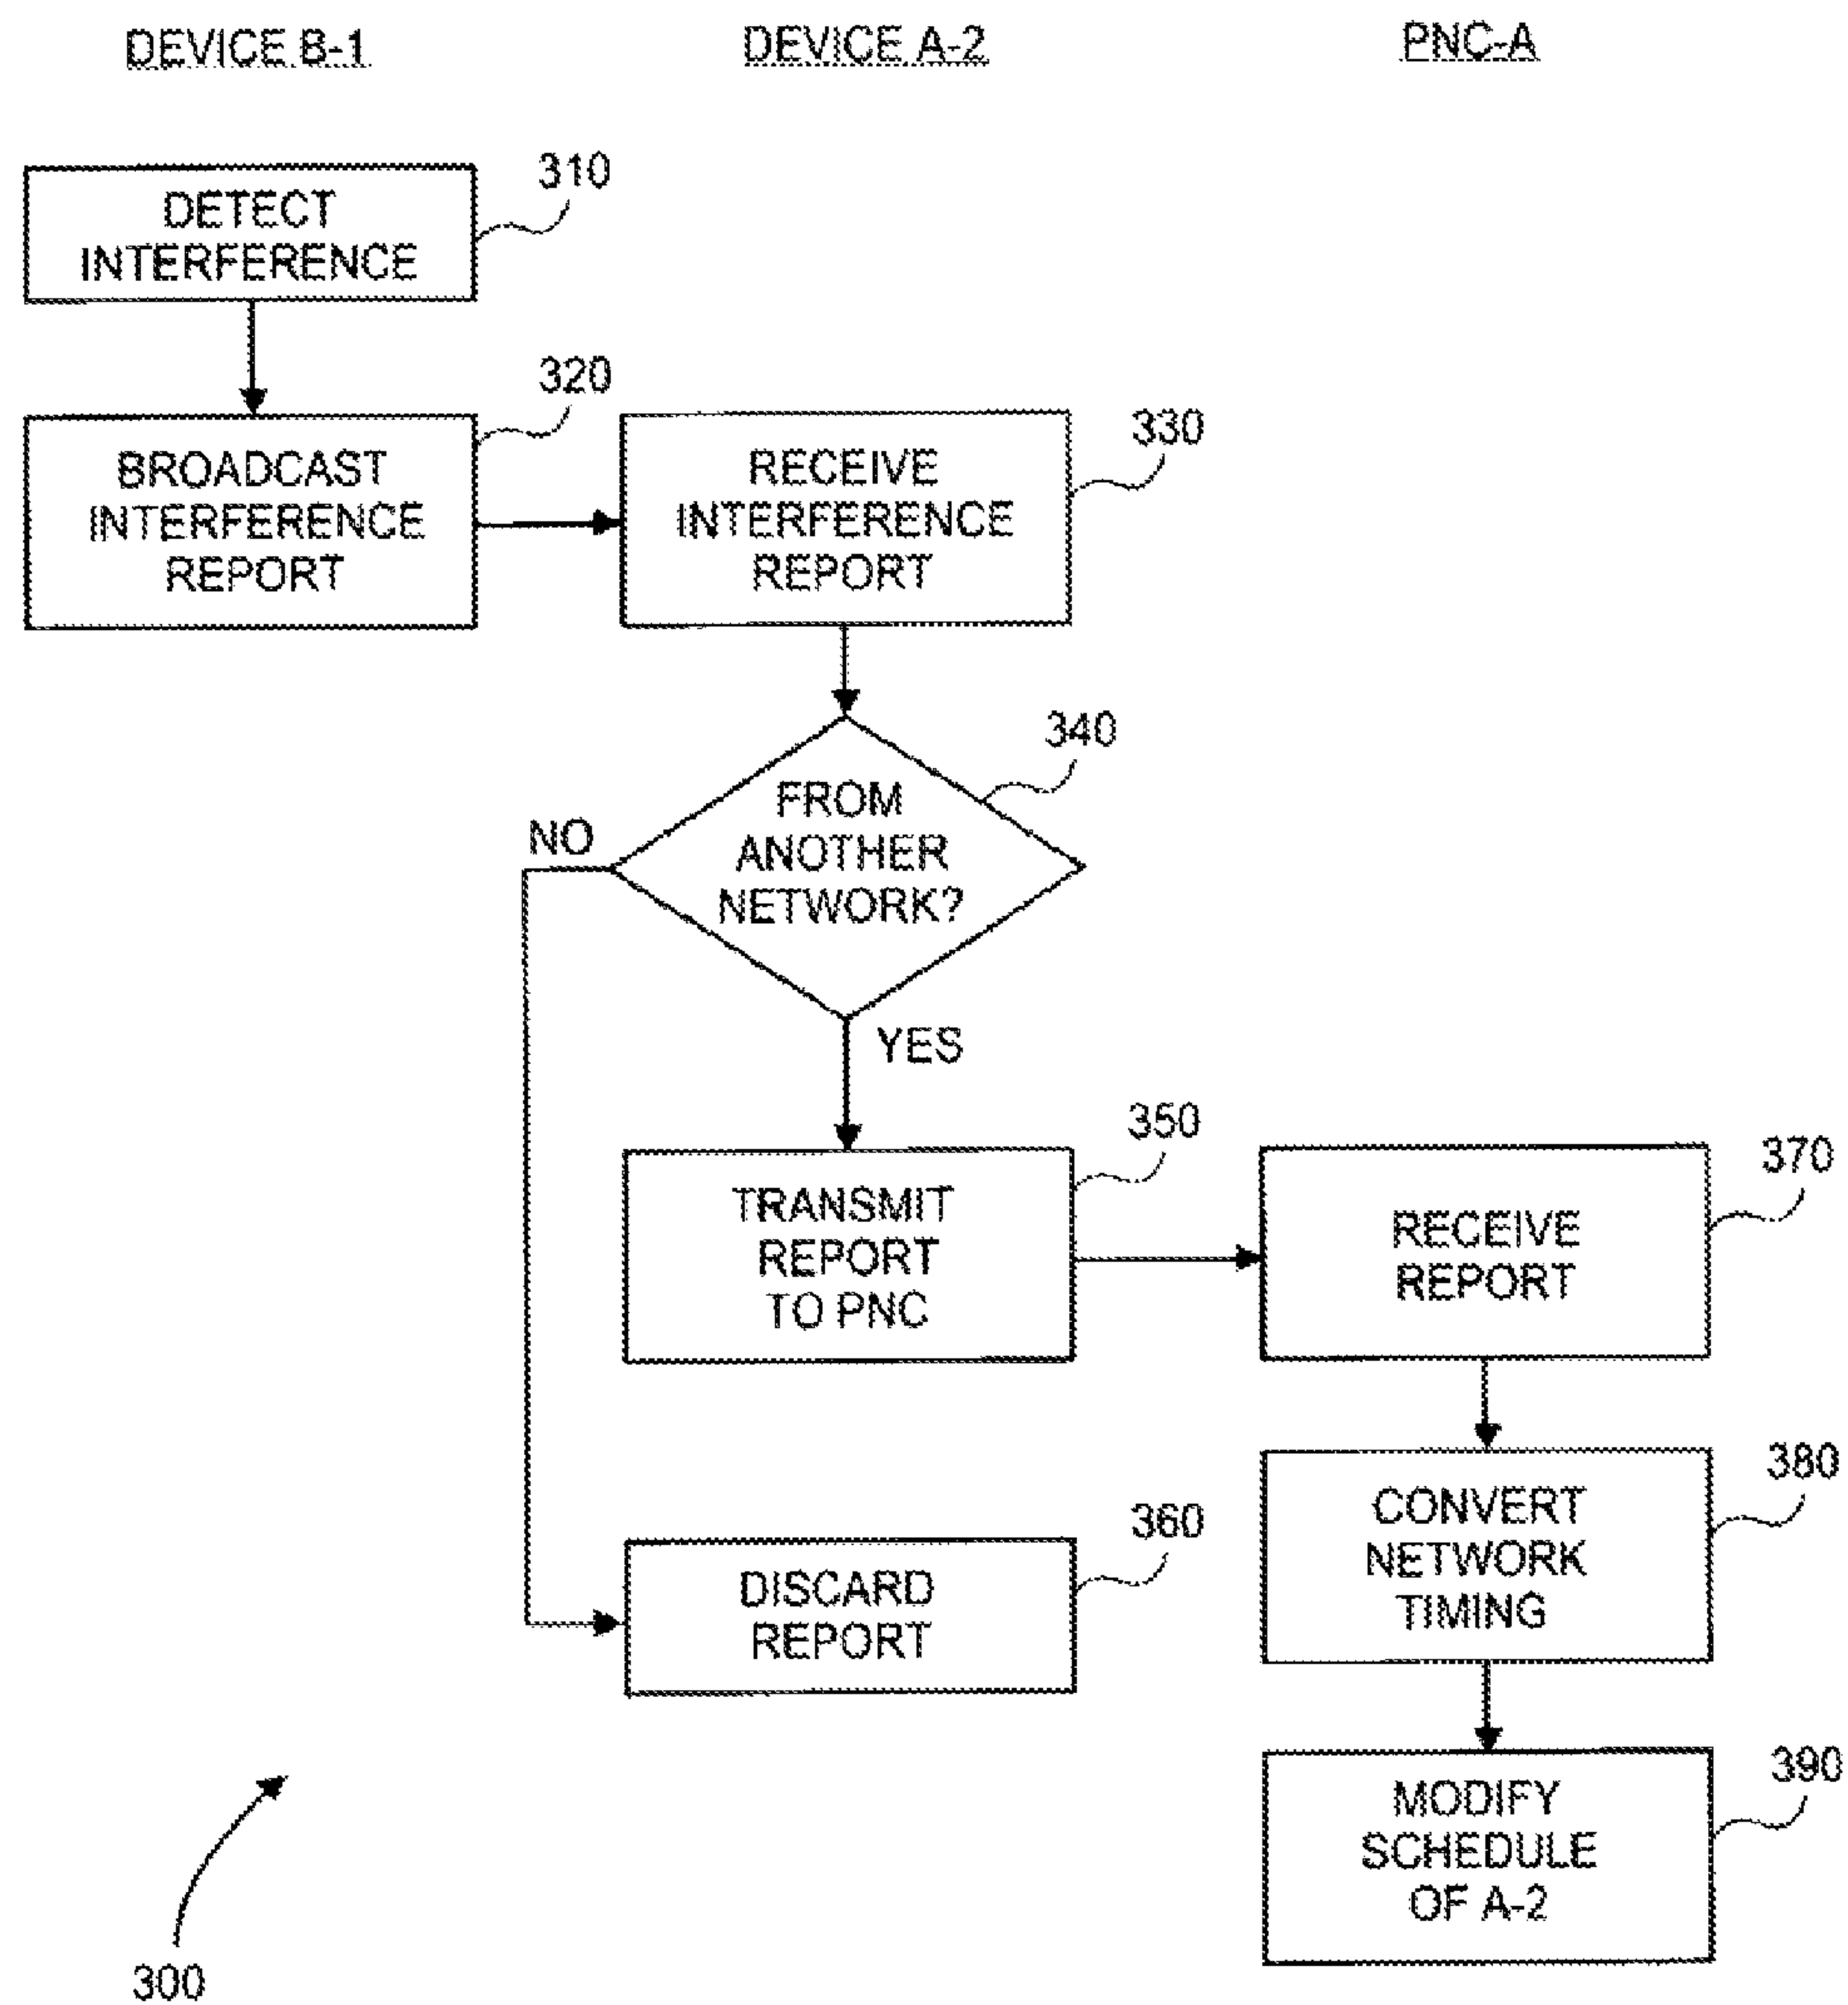 DEVICE B-1
DEVICE A-2
PNC-A
310
DETECT
INTERFERENCE
320
BROADCAST
INTERFERENCE
REPORT
330
RECEIVE
INTERFERENCE
REPORT
340
FROM
ANOTHER
NETWORK?
NO
YES
350
TRANSMIT
REPORT
TO PNC
370
RECEIVE
REPORT
360
DISCARD
REPORT
380
CONVERT
NETWORK
TIMING
390
MODIFY
SCHEDULE
OF A-2
300